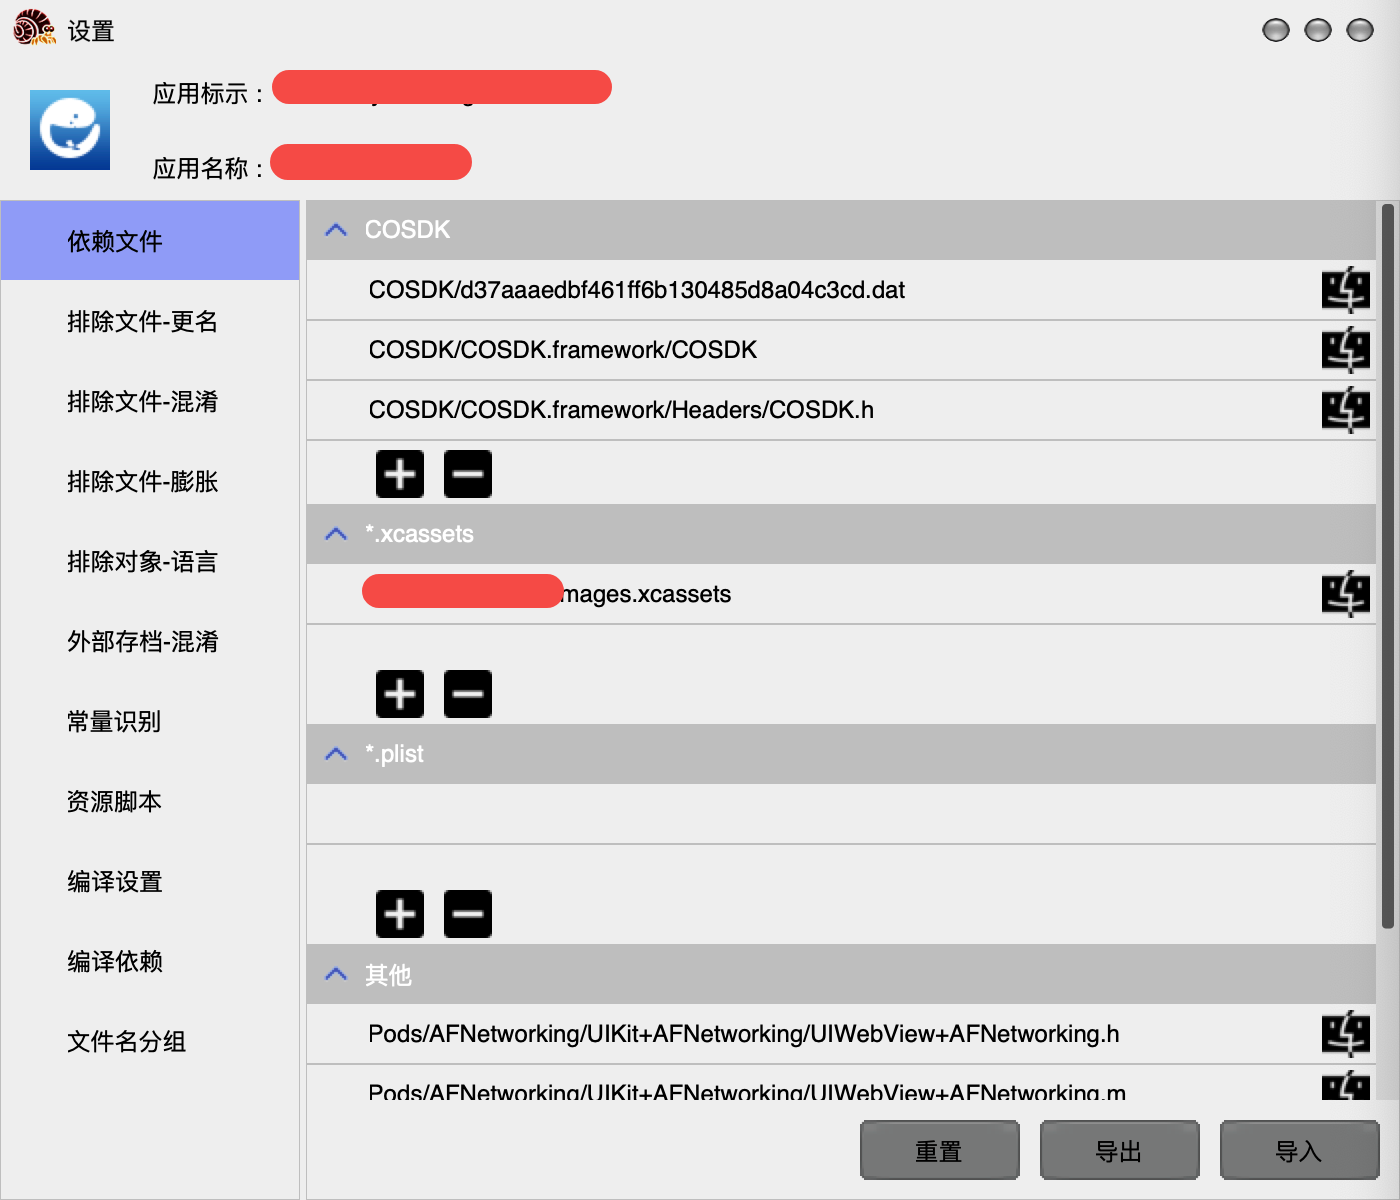 设置
应用标示：
应用名称：
依赖文件
排除文件-更名
排除文件-混淆
排除文件-膨胀
排除对象-语言
外部存档-混淆
常量识别
资源脚本
编译设置
编译依赖
文件名分组
COSDK
COSDK/d37aaaedbf461ff6b130485d8a04c3cd.dat
COSDK/COSDK.framework/COSDK
COSDK/COSDK.framework/Headers/COSDK.h
*.xcassets
mages.xcassets
*.plist
其他
Pods/AFNetworking/UIKit+AFNetworking/UIWebView+AFNetworking.h
Pods/AFNetworking/UIKit+AFNetworking/UIWebView+AFNetworking.m
重置
导出
导入